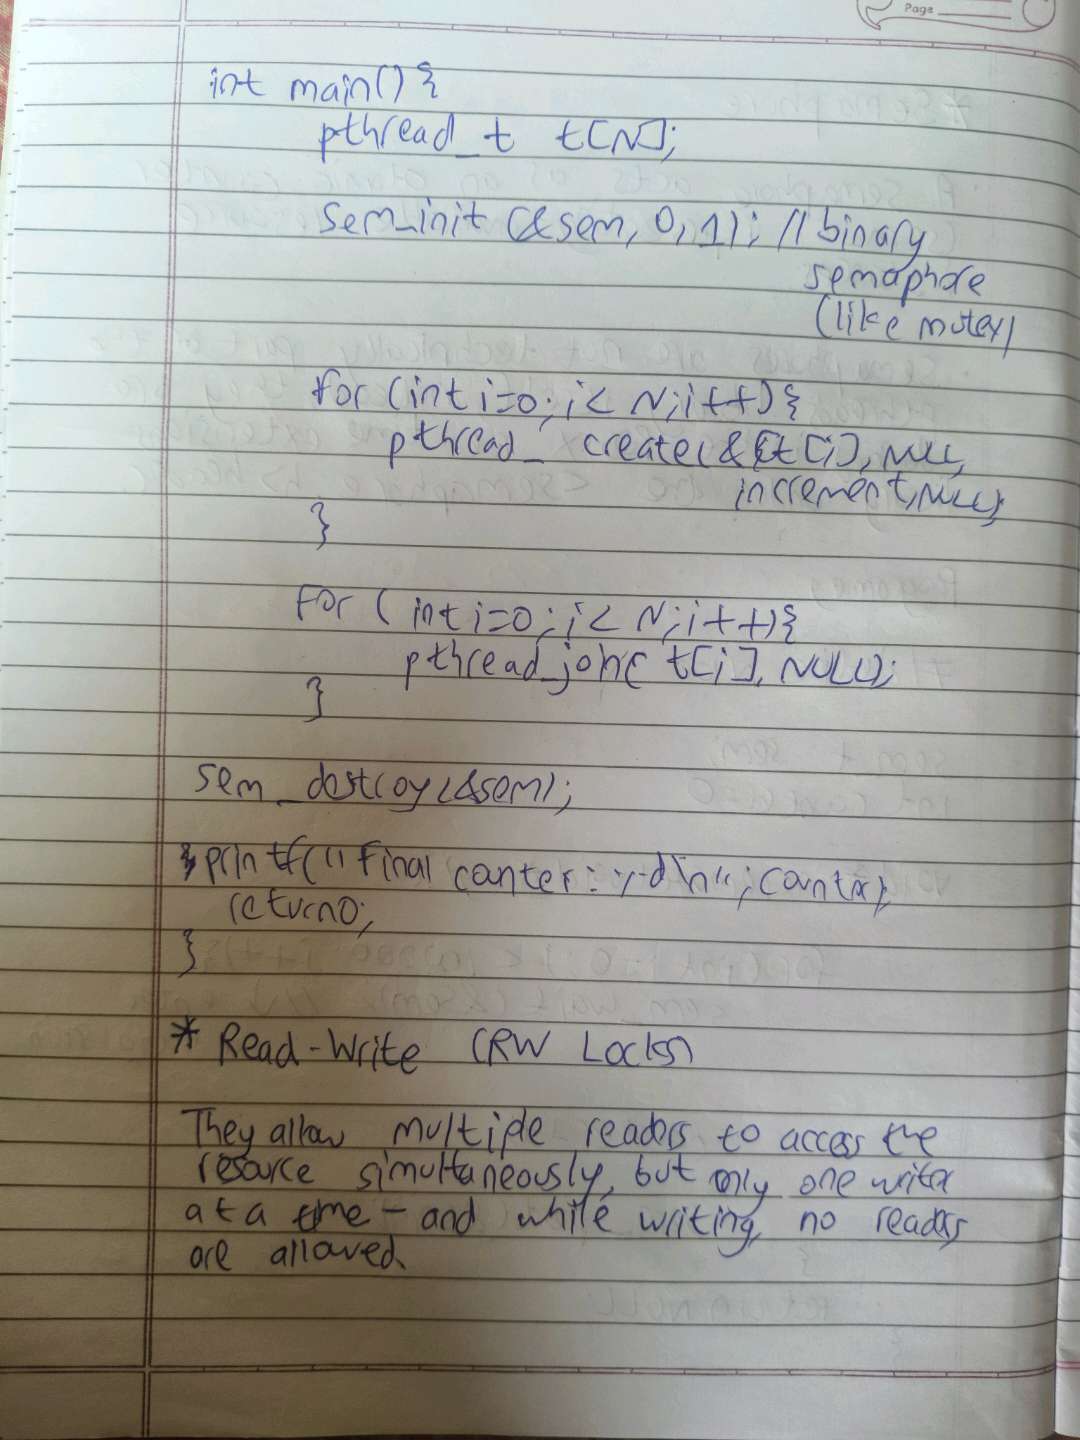 Page
int main(){
pthread_t t[N];
sem_init(&sem, 0, 1); // binary
semaphore
(like mutex)
for (int i=0; i< N; i++){
pthread_ create(&t[i], NULL,
increment, NULL);
}
for ( int i=0; i< N; i++){
pthread_join( t[i], NULL);
}
sem_destroy(&sem);
printf("Final counter: %d\n"; counter);
return 0;
}
* Read-Write (RW Locks)
They allow multiple readers to access the
resource simultaneously, but only one writer
at a time - and while writing, no readers
are allowed.